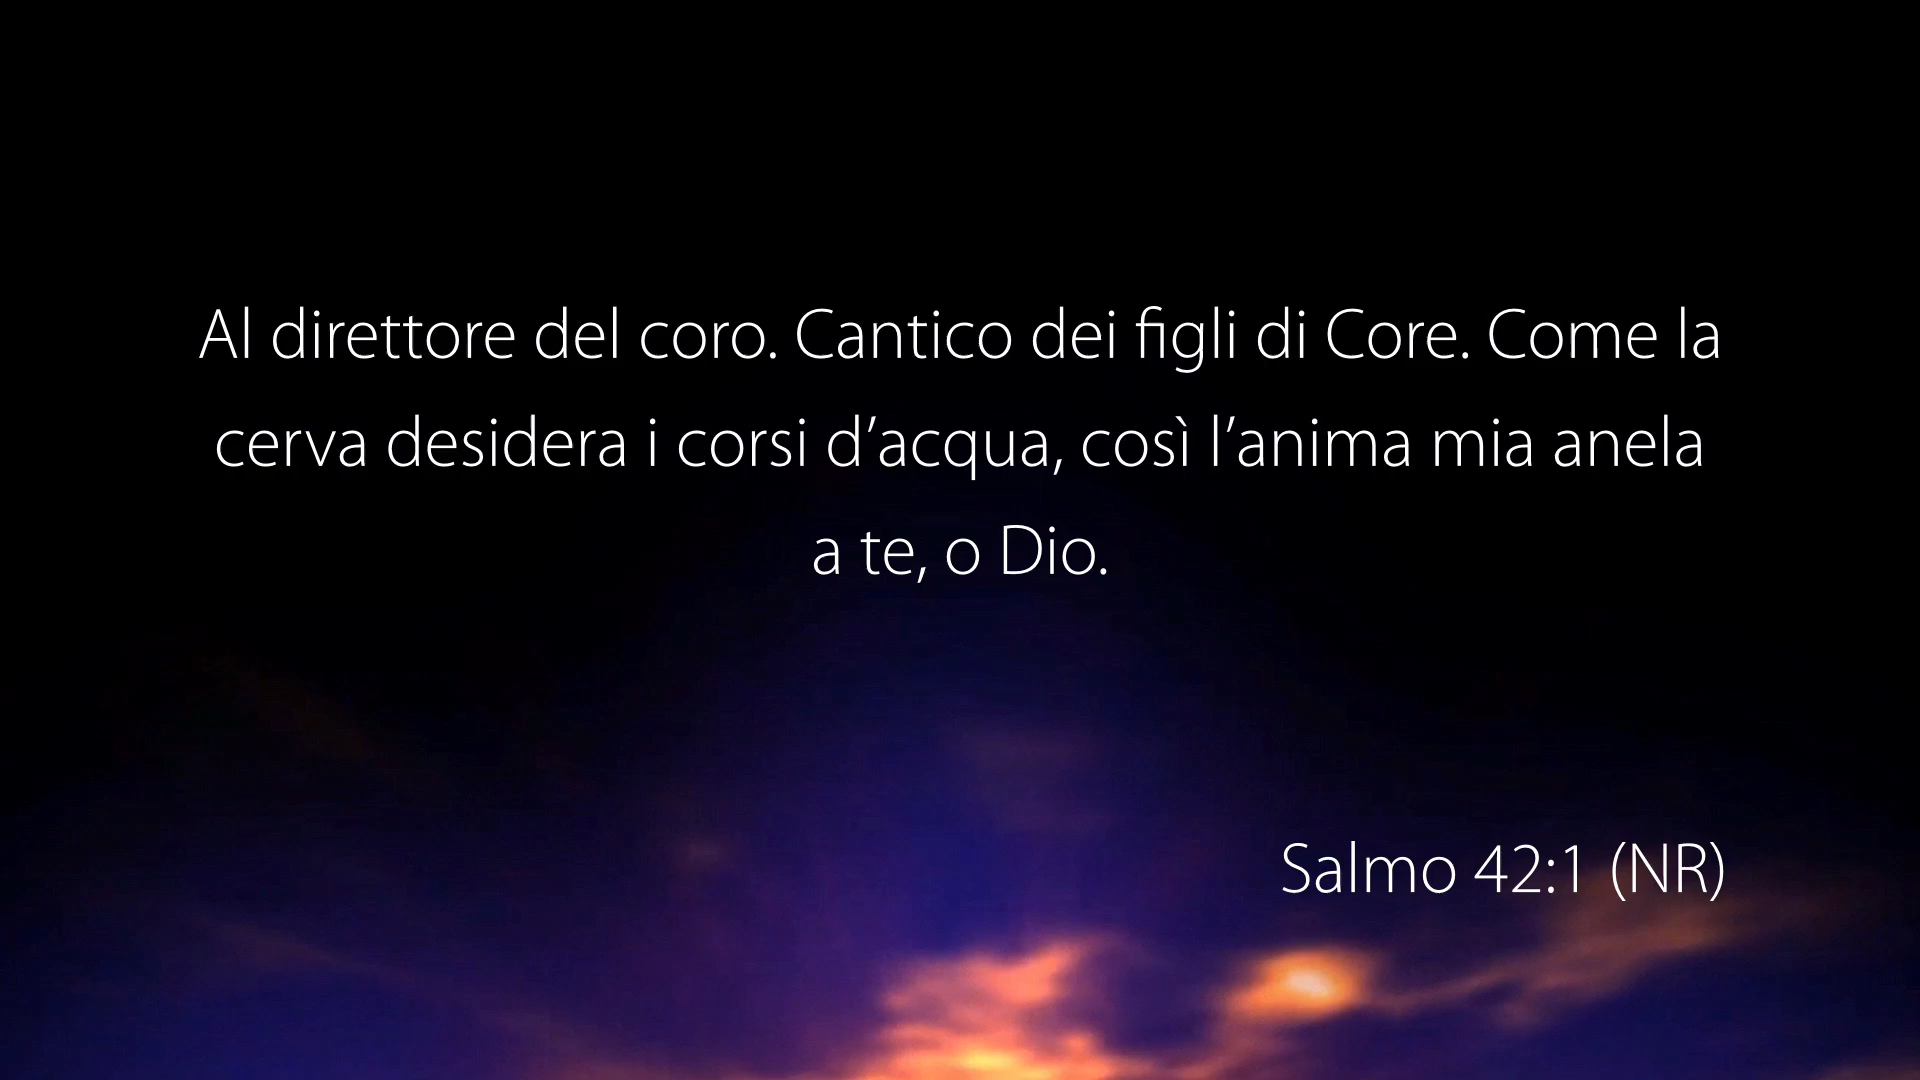 Al direttore del coro. Cantico dei figli di Core. Come la
cerva desidera i corsi d’acqua, così l’anima mia anela
a te, o Dio.
Salmo 42:1 (NR)